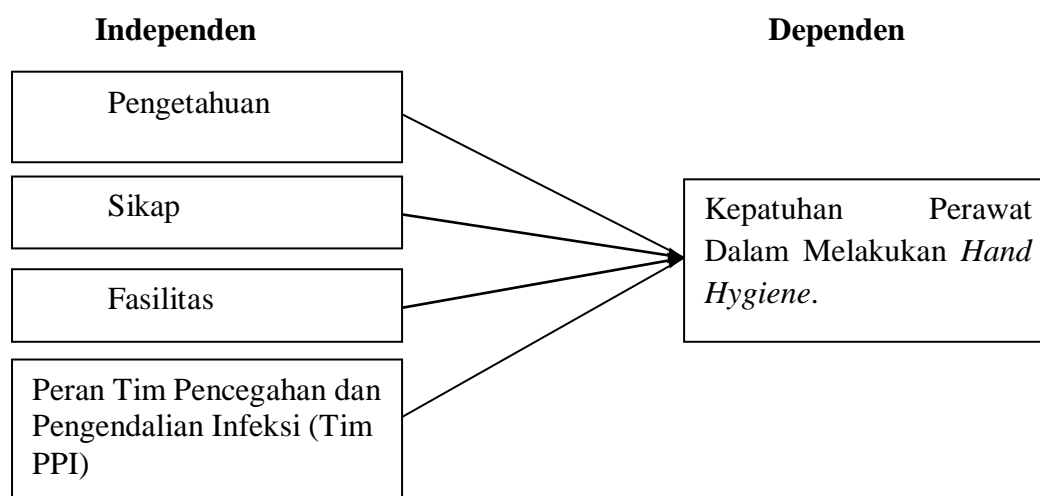 Independen
Dependen
Pengetahuan
Sikap
Fasilitas
Peran Tim Pencegahan dan
Pengendalian Infeksi (Tim
PPI)
Kepatuhan Perawat
Dalam Melakukan Hand
Hygiene.